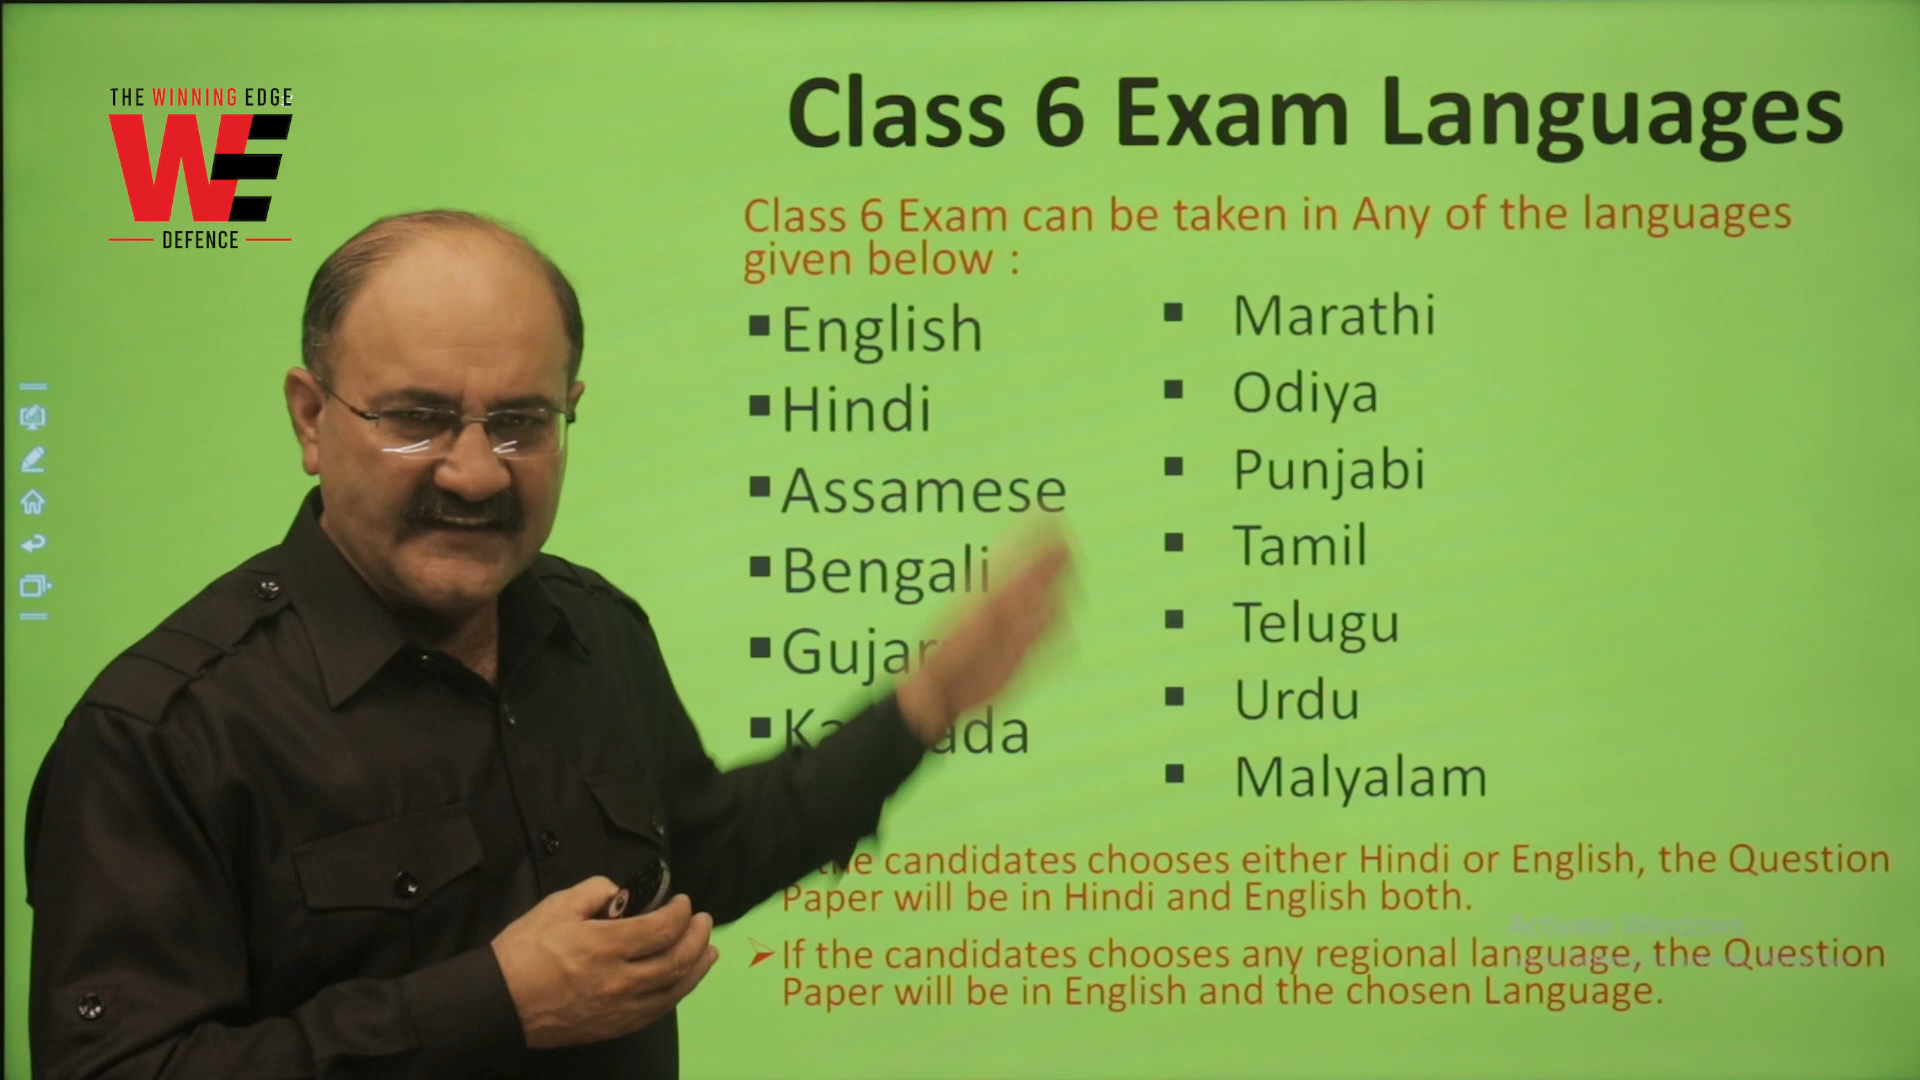 THE WINNING EDGE
WE
DEFENCE
Class 6 Exam Languages
Class 6 Exam can be taken in Any of the languages
given below :
English
Hindi
Assamese
Bengali
Marathi
Odiya
Punjabi
Tamil
Telugu
Urdu
Malyalam
candidates chooses either Hindi or English, the Question
Paper will be in Hindi and English both.
If the candidates chooses any regional language, the Question
Paper will be in English and the chosen Language.
Activate Windows